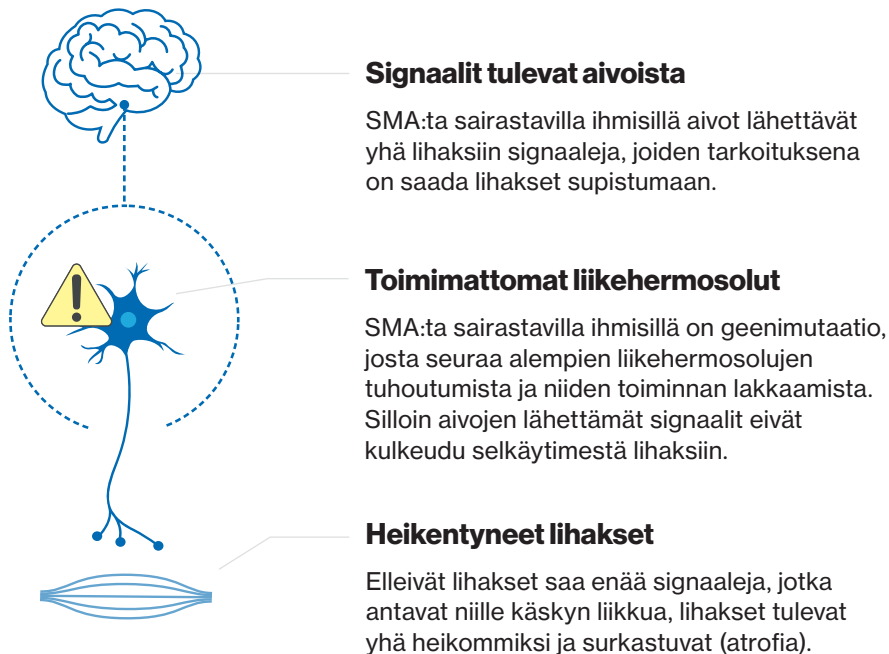 Signaalit tulevat aivoista
SMA:ta sairastavilla ihmisillä aivot lähettävät
yhä lihaksiin signaaleja, joiden tarkoituksena
on saada lihakset supistumaan.
Toimimattomat liikehermosolut
SMA:ta sairastavilla ihmisillä on geenimutaatio,
josta seuraa alempien liikehermosolujen
tuhoutumista ja niiden toiminnan lakkaamista.
Silloin aivojen lähettämät signaalit eivät
kulkeudu selkäytimestä lihaksiin.
Heikentyneet lihakset
Elleivät lihakset saa enää signaaleja, jotka
antavat niille käskyn liikkua, lihakset tulevat
yhä heikommiksi ja surkastuvat (atrofia).